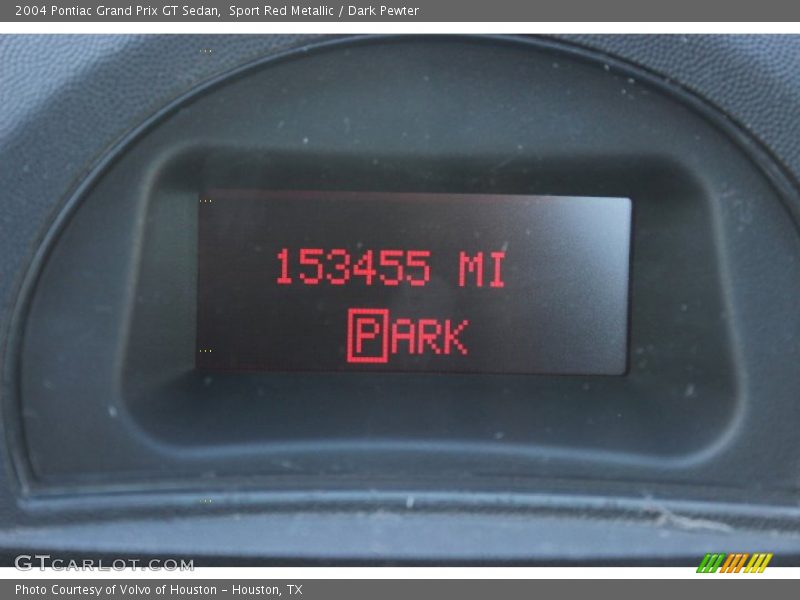 2004 Pontiac Grand Prix GT Sedan, Sport Red Metallic / Dark Pewter
153455 MI
PARK
GTCARLOT.COM
Photo Courtesy of Volvo of Houston - Houston, TX